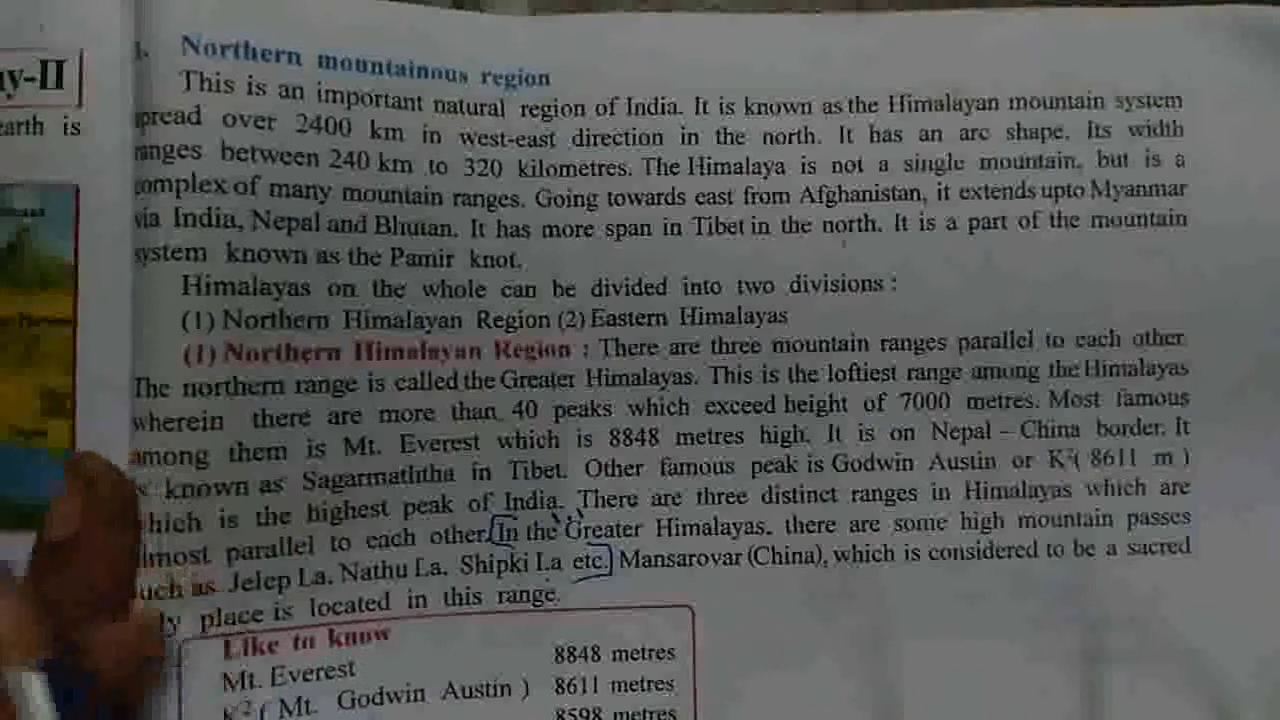 ay-II
earth is
1. Northern mountainous region
This is an important natural region of India. It is known as the Himalayan mountain system
pread over 2400 km in west-east direction in the north. It has an arc shape. Its width
anges between 240 km to 320 kilometres. The Himalaya is not a single mountain, but is a
complex of many mountain ranges. Going towards east from Afghanistan, it extends upto Myanmar
via India, Nepal and Bhutan. It has more span in Tibet in the north. It is a part of the mountain
system known as the Pamir knot.
Himalayas on the whole can be divided into two divisions :
(1) Northern Himalayan Region (2) Eastern Himalayas
(1) Northern Himalayan Region : There are three mountain ranges parallel to each other.
The northern range is called the Greater Himalayas. This is the loftiest range among the Himalayas
wherein there are more than 40 peaks which exceed height of 7000 metres. Most famous
among them is Mt. Everest which is 8848 metres high. It is on Nepal – China border. It
is known as Sagarmaththa in Tibet. Other famous peak is Godwin Austin or K²( 8611 m )
which is the highest peak of India. There are three distinct ranges in Himalayas which are
lmost parallel to each other. In the Greater Himalayas. there are some high mountain passes
uch as Jelep La, Nathu La, Shipki La etc. Mansarovar (China), which is considered to be a sacred
ly place is located in this range.
Like to know
Mt. Everest 8848 metres
K² ( Mt. Godwin Austin ) 8611 metres
8598 metres